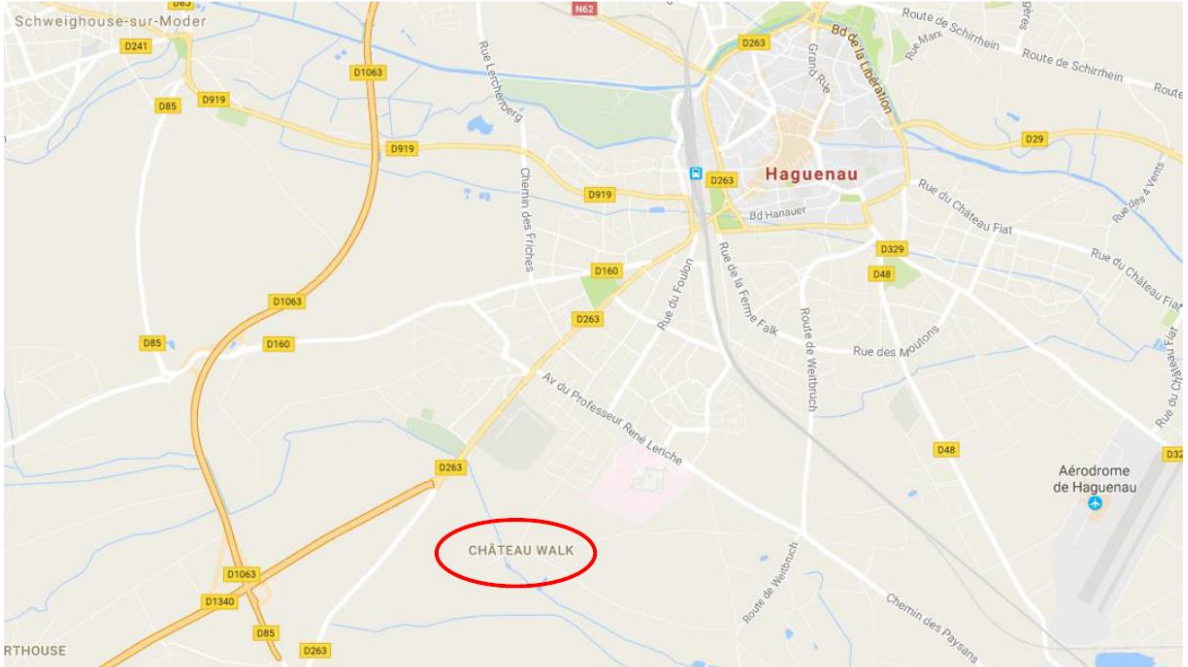 D85
N62
Schweighouse-sur-Moder
D241
D1063
D263
Grand Rue
Bd de la Libération
Rue Marx
Route de Schirrhein
Route de Schirrhein
Route
Rue Lerchenberg
D85
D919
D919
D29
Chemin des Friches
D919
D263
Haguenau
Bd Hanauer
Rue du Château Fiat
Rue des 4 Vents
D329
D48
Rue du Château Fiat
D160
Rue du Foulon
Rue de la Ferme Falk
D1063
D263
Route de Weitbruch
Rue des Moutons
D85
D160
Av du Professeur René Leriche
D263
D48
Aérodrome
de Haguenau
CHÂTEAU WALK
D1063
D1340
Route de Weitbruch
Chemin des Paysans
D85
D263
RTHOUSE